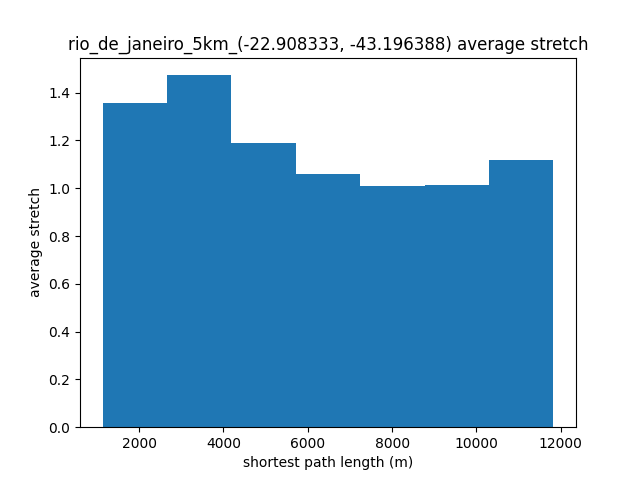 rio_de_janeiro_5km_(-22.908333, -43.196388) average stretch
1.4
1.2
1.0
0.8
0.6
0.4
0.2
0.0
average stretch
2000 4000 6000 8000 10000 12000
shortest path length (m)